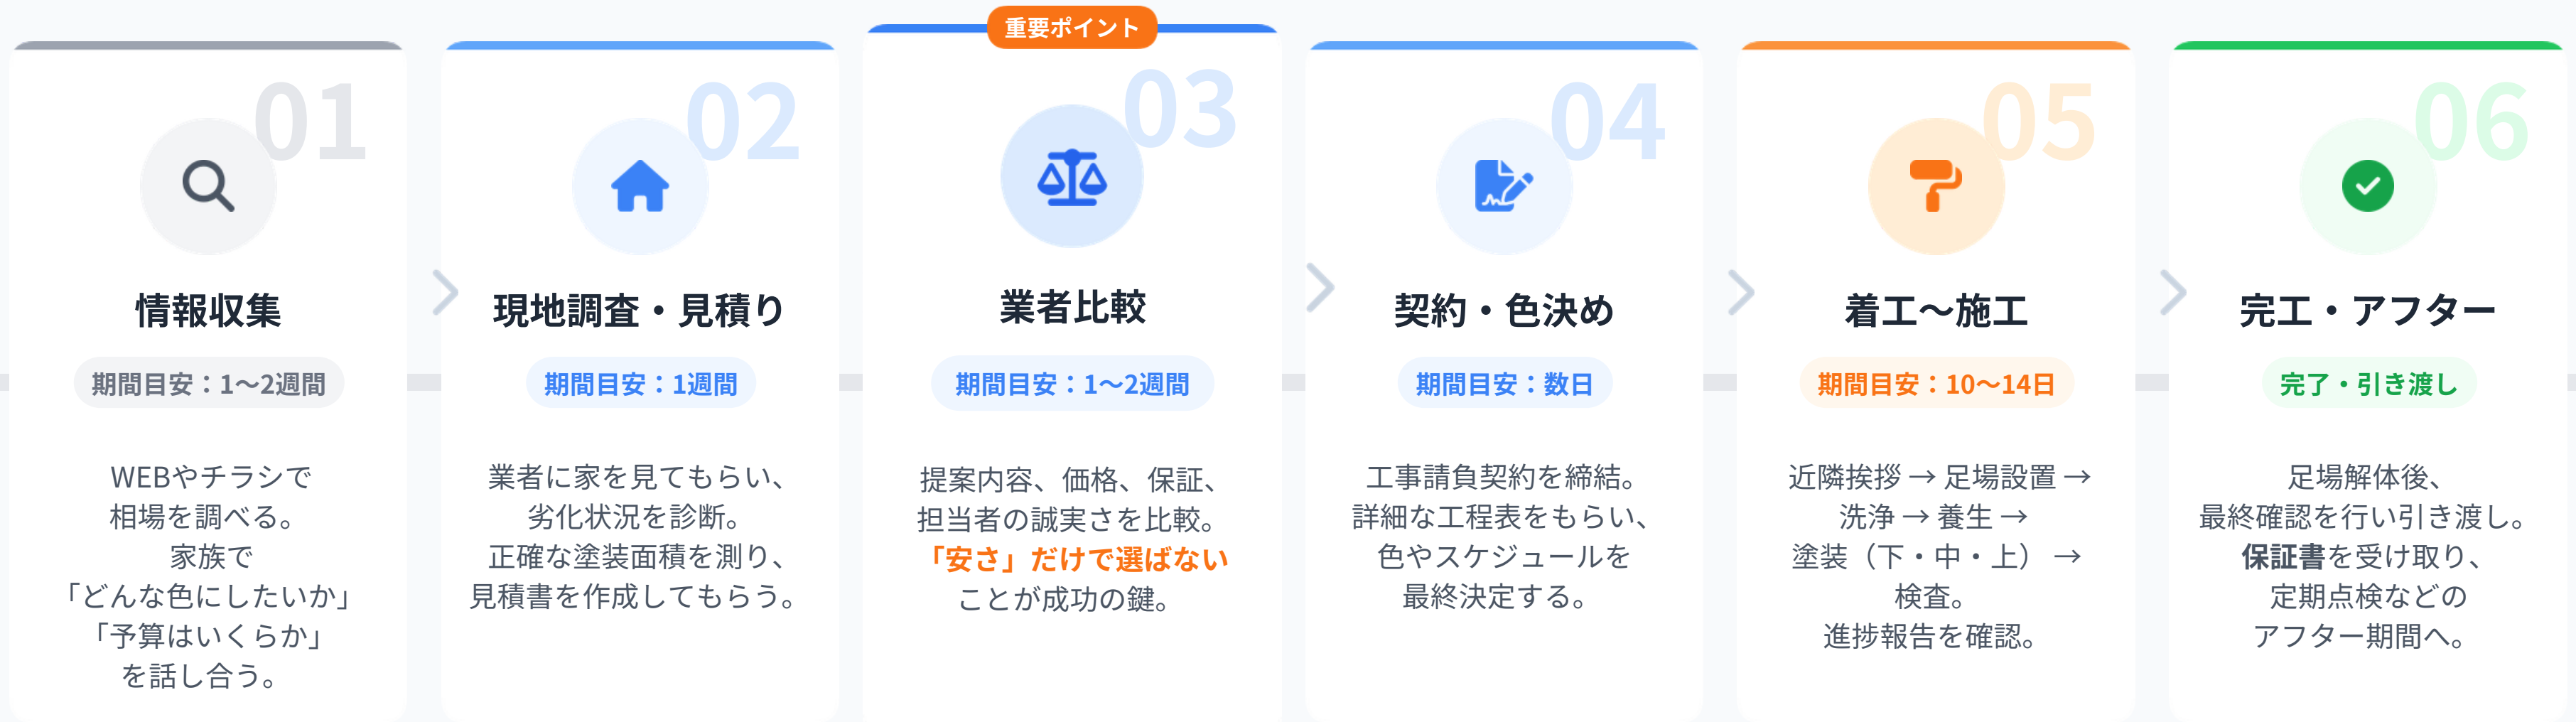 01
情報収集
期間目安：1〜2週間
WEBやチラシで
相場を調べる。
家族で
「どんな色にしたいか」
「予算はいくらか」
を話し合う。
02
現地調査・見積り
期間目安：1週間
業者に家を見てもらい、
劣化状況を診断。
正確な塗装面積を測り、
見積書を作成してもらう。
重要ポイント
03
業者比較
期間目安：1〜2週間
提案内容、価格、保証、
担当者の誠実さを比較。
「安さ」だけで選ばない
ことが成功の鍵。
04
契約・色決め
期間目安：数日
工事請負契約を締結。
詳細な工程表をもらい、
色やスケジュールを
最終決定する。
05
着工〜施工
期間目安：10〜14日
近隣挨拶 → 足場設置 →
洗浄 → 養生 →
塗装（下・中・上） →
検査。
進捗報告を確認。
06
完工・アフター
完了・引き渡し
足場解体後、
最終確認を行い引き渡し。
保証書を受け取り、
定期点検などの
アフター期間へ。